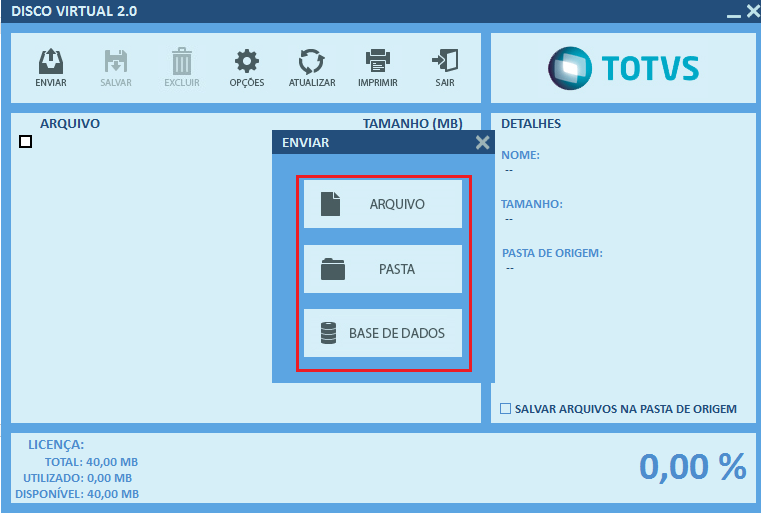 DISCO VIRTUAL 2.0
ENVIAR SALVAR EXCLUIR OPÇÕES ATUALIZAR IMPRIMIR SAIR
TOTVS
ARQUIVO TAMANHO (MB)
ENVIAR
ARQUIVO
PASTA
BASE DE DADOS
DETALHES
NOME:
--
TAMANHO:
--
PASTA DE ORIGEM:
--
SALVAR ARQUIVOS NA PASTA DE ORIGEM
LICENÇA:
TOTAL: 40,00 MB
UTILIZADO: 0,00 MB
DISPONÍVEL: 40,00 MB
0,00 %